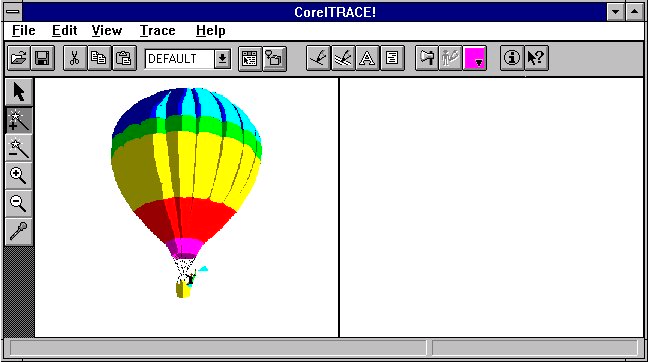 CorelTRACE!
File Edit View Trace Help
DEFAULT